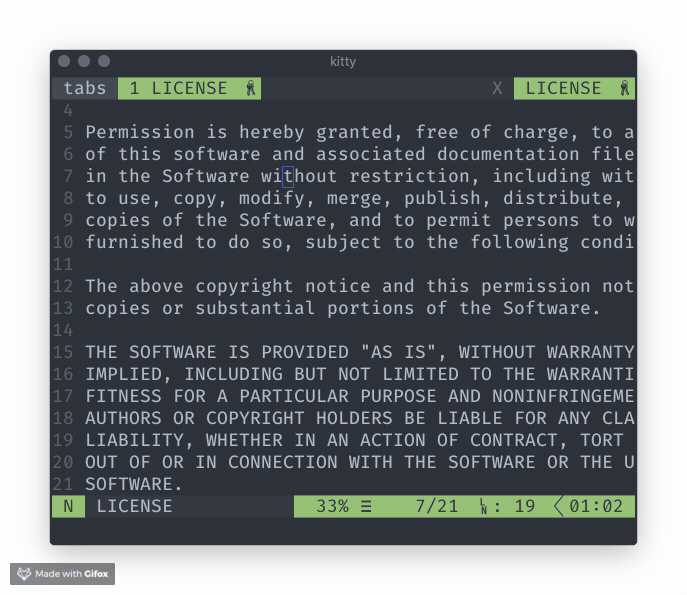 kitty
tabs 1 LICENSE X LICENSE
4
5 Permission is hereby granted, free of charge, to a
6 of this software and associated documentation file
7 in the Software without restriction, including wit
8 to use, copy, modify, merge, publish, distribute,
9 copies of the Software, and to permit persons to w
10 furnished to do so, subject to the following condi
11
12 The above copyright notice and this permission not
13 copies or substantial portions of the Software.
14
15 THE SOFTWARE IS PROVIDED "AS IS", WITHOUT WARRANTY
16 IMPLIED, INCLUDING BUT NOT LIMITED TO THE WARRANTI
17 FITNESS FOR A PARTICULAR PURPOSE AND NONINFRINGEME
18 AUTHORS OR COPYRIGHT HOLDERS BE LIABLE FOR ANY CLA
19 LIABILITY, WHETHER IN AN ACTION OF CONTRACT, TORT
20 OUT OF OR IN CONNECTION WITH THE SOFTWARE OR THE U
21 SOFTWARE.
N LICENSE 33% ☰ 7/21 LN: 19 01:02
Made with Gifox